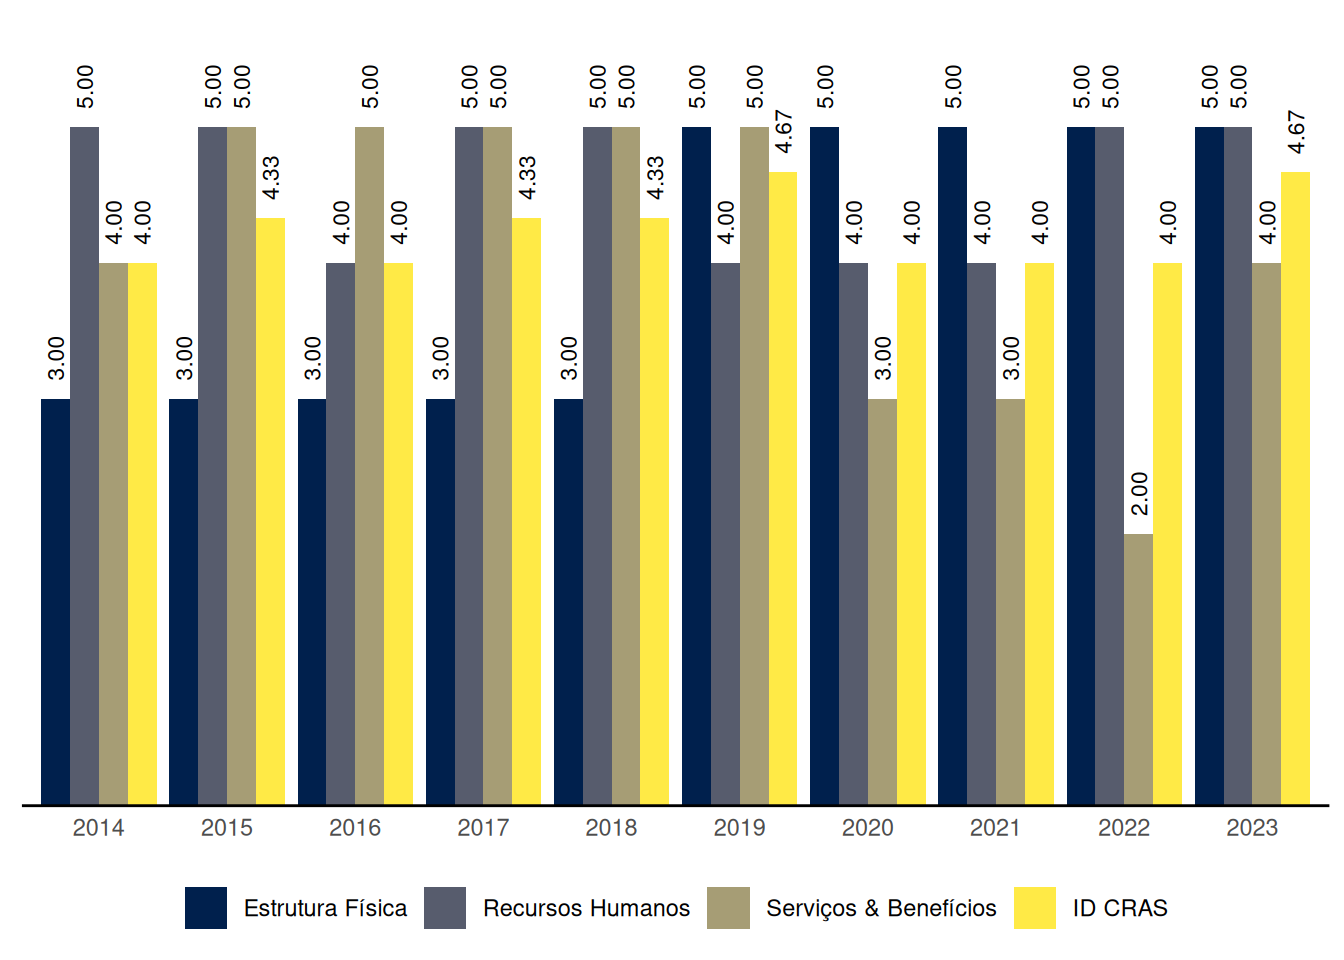 3.00 5.00 4.00 4.00
3.00 5.00 5.00 4.33
3.00 4.00 5.00 4.00
3.00 5.00 5.00 4.33
3.00 5.00 5.00 4.33
5.00 4.00 5.00 4.67
5.00 4.00 3.00 4.00
5.00 4.00 3.00 4.00
5.00 5.00 2.00 4.00
5.00 5.00 4.00 4.67
2014 2015 2016 2017 2018 2019 2020 2021 2022 2023
Estrutura Física Recursos Humanos Serviços & Benefícios ID CRAS